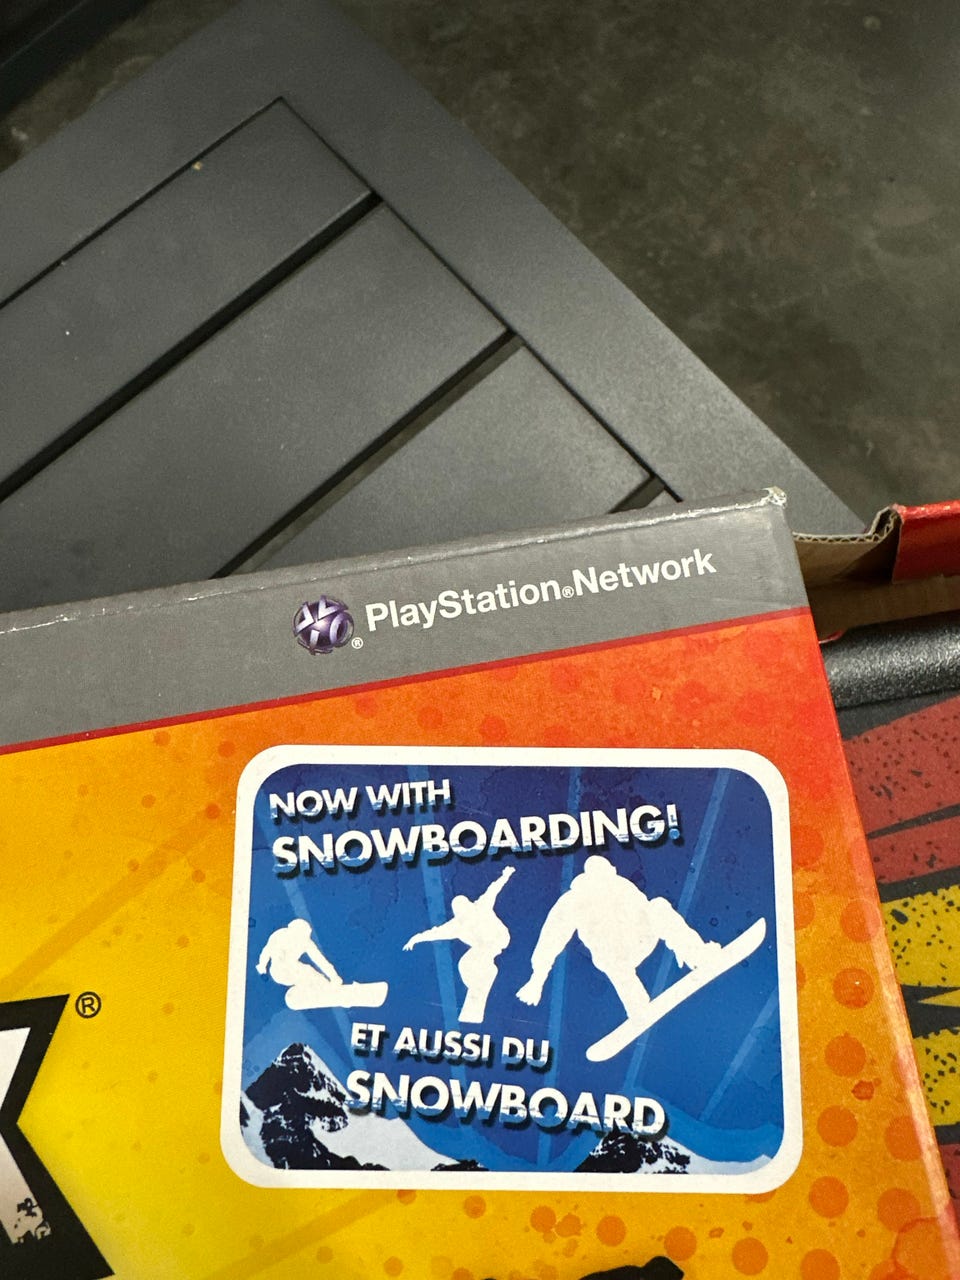 PlayStation®Network
®
NOW WITH
SNOWBOARDING!
ET AUSSI DU
SNOWBOARD
®